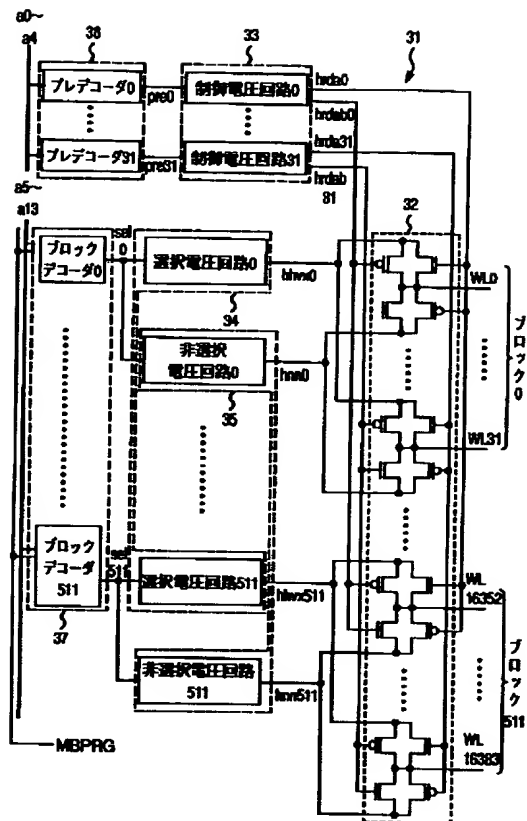 a0~
a4
38
33
31
プレデコーダ0
pre0
制御電圧回路0
hrda0
hrdab0
プレデコーダ31
pre31
制御電圧回路31
hrda31
hrdab
31
a5~
a13
32
ブロック
デコーダ0
sel
0
選択電圧回路0
hhvx0
34
WL0
非選択
電圧回路0
hnn0
35
ブロック0
WL31
ブロック
デコーダ
511
sel
511
選択電圧回路511
hhvx511
37
WL
16352
非選択電圧回路
511
hnn511
ブロック511
WL
16383
MBPRG